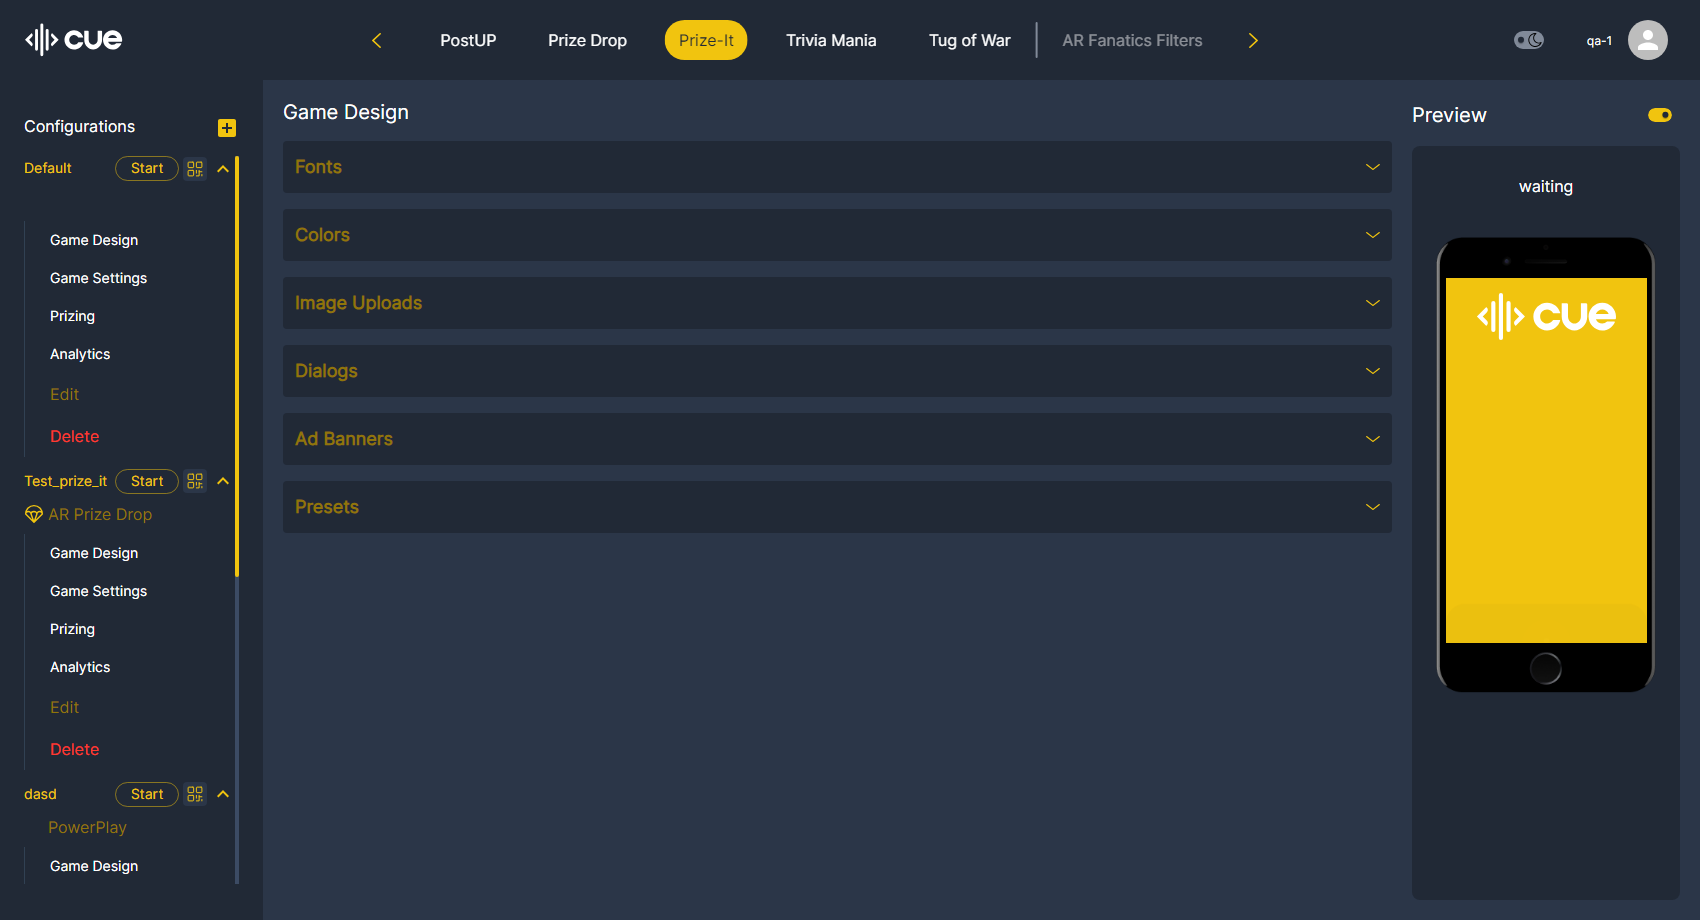 cue
PostUP
Prize Drop
Prize-It
Trivia Mania
Tug of War
AR Fanatics Filters
qa-1
Configurations
Default
Start
Game Design
Game Settings
Prizing
Analytics
Edit
Delete
Test_prize_it
Start
AR Prize Drop
Game Design
Game Settings
Prizing
Analytics
Edit
Delete
dasd
Start
PowerPlay
Game Design
Game Design
Fonts
Colors
Image Uploads
Dialogs
Ad Banners
Presets
Preview
waiting
cue